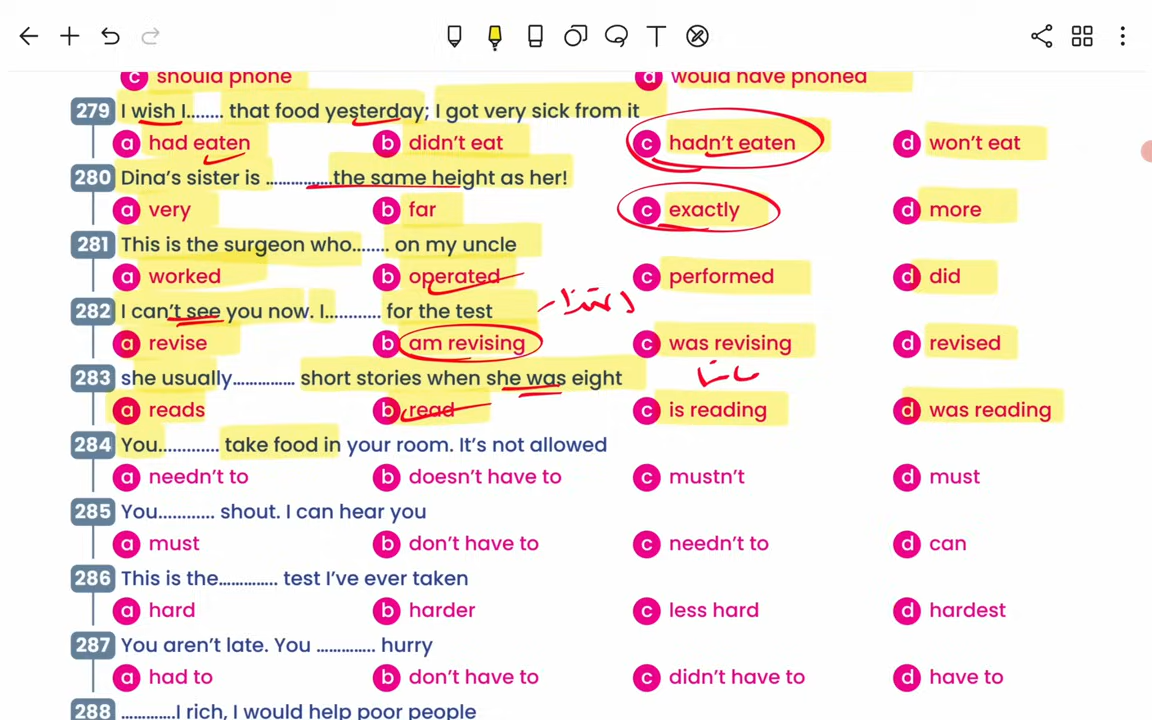 c should phone d would have phoned
279 I wish I........ that food yesterday; I got very sick from it
a had eaten b didn't eat c hadn't eaten d won't eat
280 Dina's sister is ................the same height as her!
a very b far c exactly d more
281 This is the surgeon who........ on my uncle
a worked b operated c performed d did
282 I can't see you now. I............ for the test
a revise b am revising c was revising d revised
283 she usually.............. short stories when she was eight
a reads b read c is reading d was reading
284 You............. take food in your room. It's not allowed
a needn't to b doesn't have to c mustn't d must
285 You............ shout. I can hear you
a must b don't have to c needn't to d can
286 This is the............. test I've ever taken
a hard b harder c less hard d hardest
287 You aren't late. You ............. hurry
a had to b don't have to c didn't have to d have to
288 .............I rich, I would help poor people